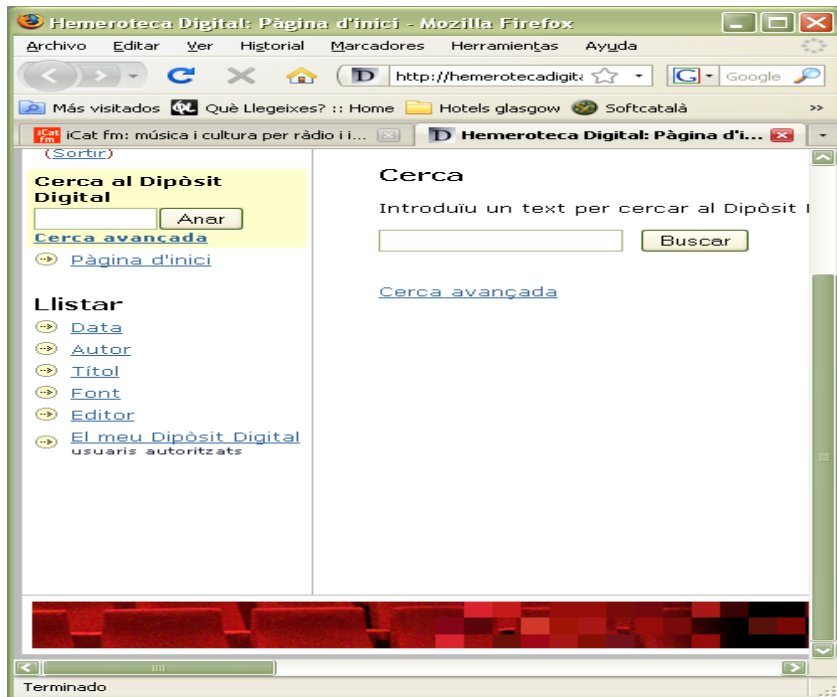 Hemeroteca Digital: Pàgina d'inici - Mozilla Firefox
Archivo Editar Ver Historial Marcadores Herramientas Ayuda
D http://hemerotecadigit G Google
Más visitados QL Què Llegeixes? :: Home Hotels glasgow Softcatalà »
iCat fm iCat fm: música i cultura per ràdio i i... D Hemeroteca Digital: Pàgina d'i...
(Sortir)
Cerca al Dipòsit
Digital
Anar
Cerca avançada
Pàgina d'inici
Llistar
Data
Autor
Títol
Font
Editor
El meu Dipòsit Digital
usuaris autoritzats
Cerca
Introduïu un text per cercar al Dipòsit
Buscar
Cerca avançada
Terminado